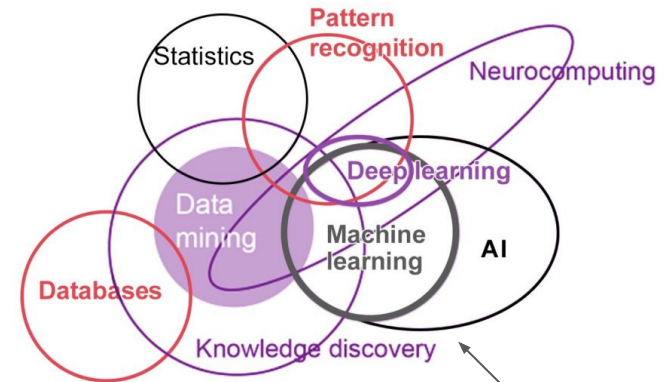 Pattern
recognition
Statistics
Neurocomputing
Deep learning
Data
mining
Machine
learning
AI
Databases
Knowledge discovery